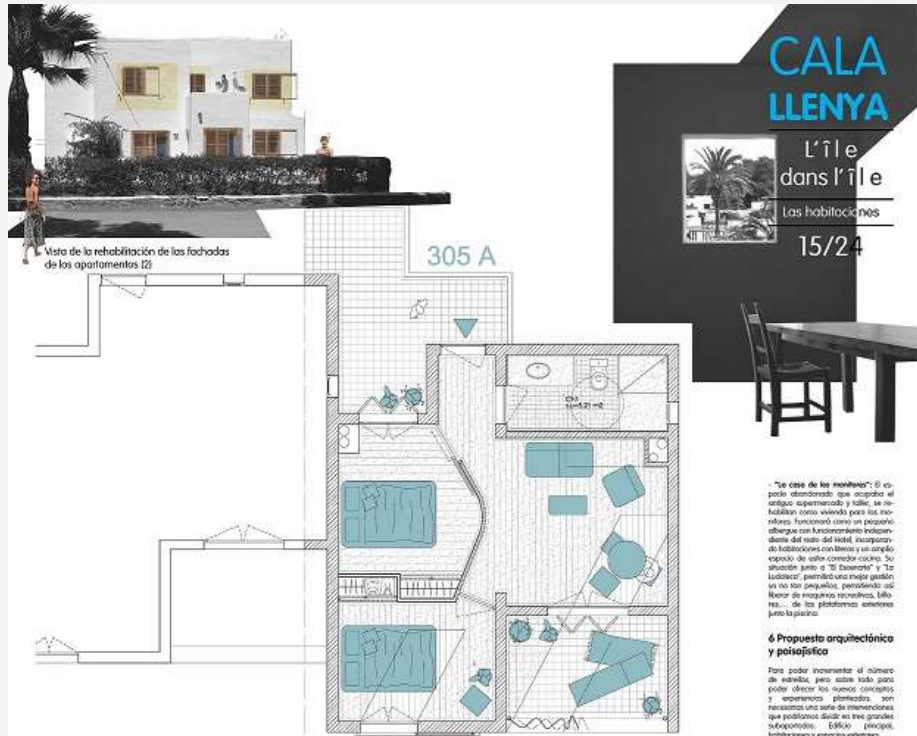 CALA
LLENYA
L'île
dans l'île
Las habitaciones
15/24
Vista de la rehabilitación de las fachadas
de los apartamentos (2)
305 A
- "La casa de los monitores": El es-
pacio abandonado que ocupaba el
antiguo supermercado y taller, se re-
habilitan como vivienda para los mo-
nitores. Funcionará como un pequeño
albergue con funcionamiento indepen-
diente del resto del Hotel, incorporan-
do habitaciones con literas y un amplio
espacio de estar-comedor-cocina. Su
situación junto a "El Escenario" y "La
Ludoteca", permitirá una mejor gestión
ya no tan pequeños, permitiendo así
liberar de maquinas recreativas, billa-
res,... de las plataformas exteriores
junto la piscina.
6 Propuesta arquitectónica
y paisajística
Para poder incrementar el número
de estrellas, pero sobre todo para
poder ofrecer los nuevos conceptos
y experiencias planteadas, son
necesarias una serie de intervenciones
que podríamos dividir en tres grandes
subapartados: Edificio principal,
habitaciones y espacios exteriores.